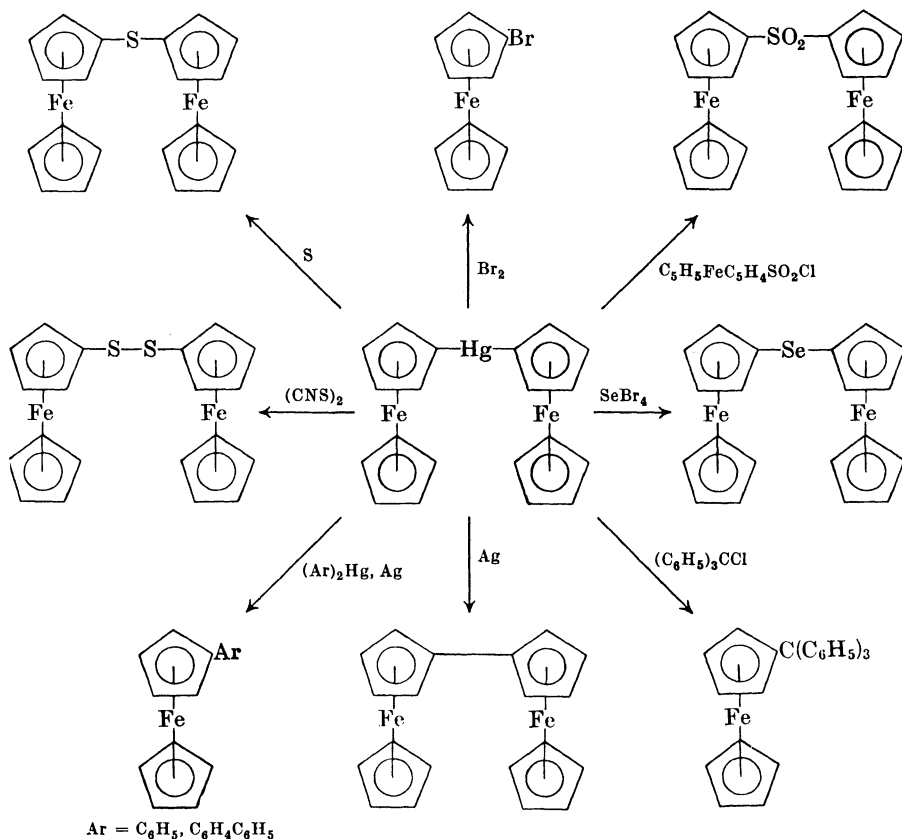 S
Br
SO₂
Fe Fe
Fe
Fe Fe
S
Br₂
C₅H₅FeC₅H₄SO₂Cl
S—S
Hg
Se
(CNS)₂
SeBr₄
Fe Fe
Fe Fe
Fe Fe
(Ar)₂Hg, Ag
Ag
(C₆H₅)₃CCl
Ar
C(C₆H₅)₃
Fe
Fe Fe
Fe
Ar = C₆H₅, C₆H₄C₆H₅